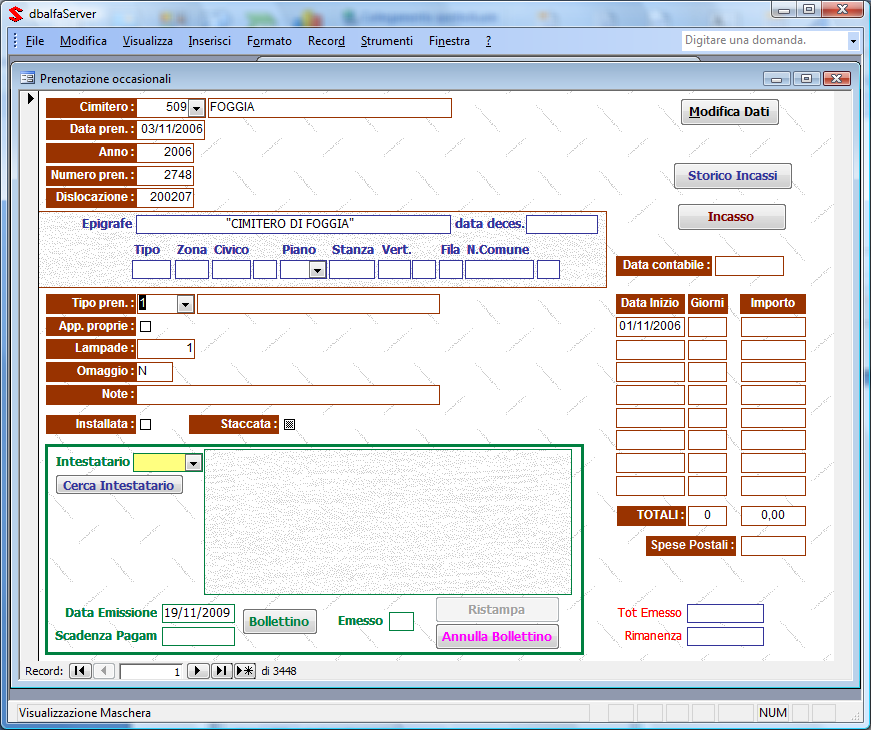 dbalfaServer
File Modifica Visualizza Inserisci Formato Record Strumenti Finestra ? Digitare una domanda.
Prenotazione occasionali
Cimitero : 509 FOGGIA Modifica Dati
Data pren. : 03/11/2006
Anno : 2006
Numero pren. : 2748 Storico Incassi
Dislocazione : 200207
Incasso
Epigrafe "CIMITERO DI FOGGIA" data deces.
Tipo Zona Civico Piano Stanza Vert. Fila N.Comune
Data contabile :
Tipo pren. : 1 Data Inizio Giorni Importo
App. proprie : 01/11/2006
Lampade : 1
Omaggio : N
Note :
Installata : Staccata :
Intestatario
Cerca Intestatario
TOTALI : 0 0,00
Spese Postali :
Data Emissione 19/11/2009 Bollettino Emesso Ristampa Tot Emesso
Scadenza Pagam Annulla Bollettino Rimanenza
Record: 1 di 3448
Visualizzazione Maschera NUM